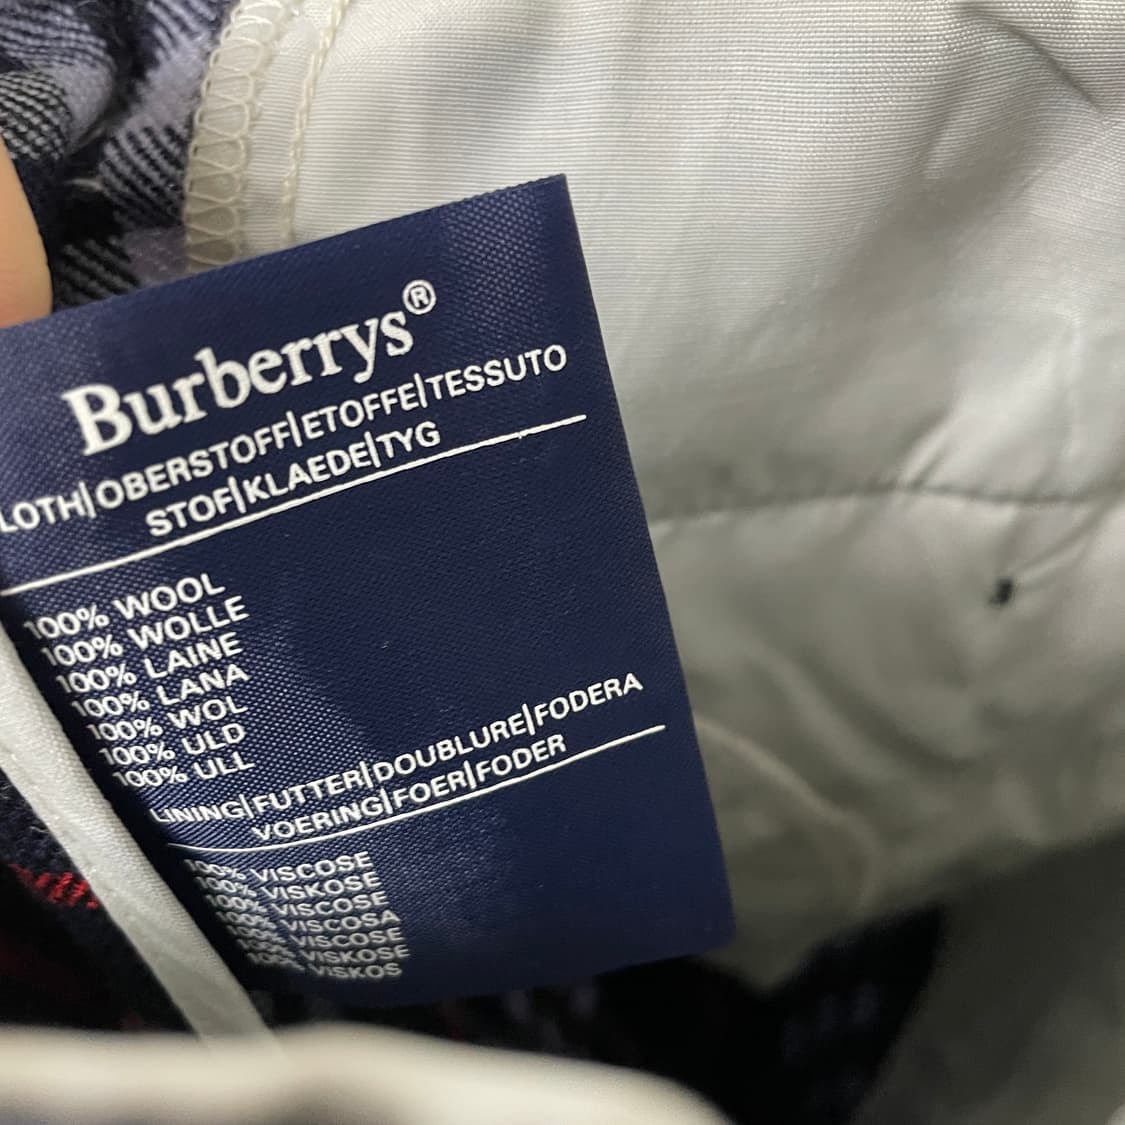 Burberrys®
LOTH|OBERSTOFF|ETOFFE|TESSUTO
STOF|KLAEDE|TYG
100% WOOL
100% WOLLE
100% LAINE
100% LANA
100% WOL
100% ULD
100% ULL
LINING|FUTTER|DOUBLURE|FODERA
VOERING|FOER|FODER
100% VISCOSE
100% VISKOSE
100% VISCOSE
100% VISCOSA
100% VISCOSE
100% VISKOSE
100% VISKOS